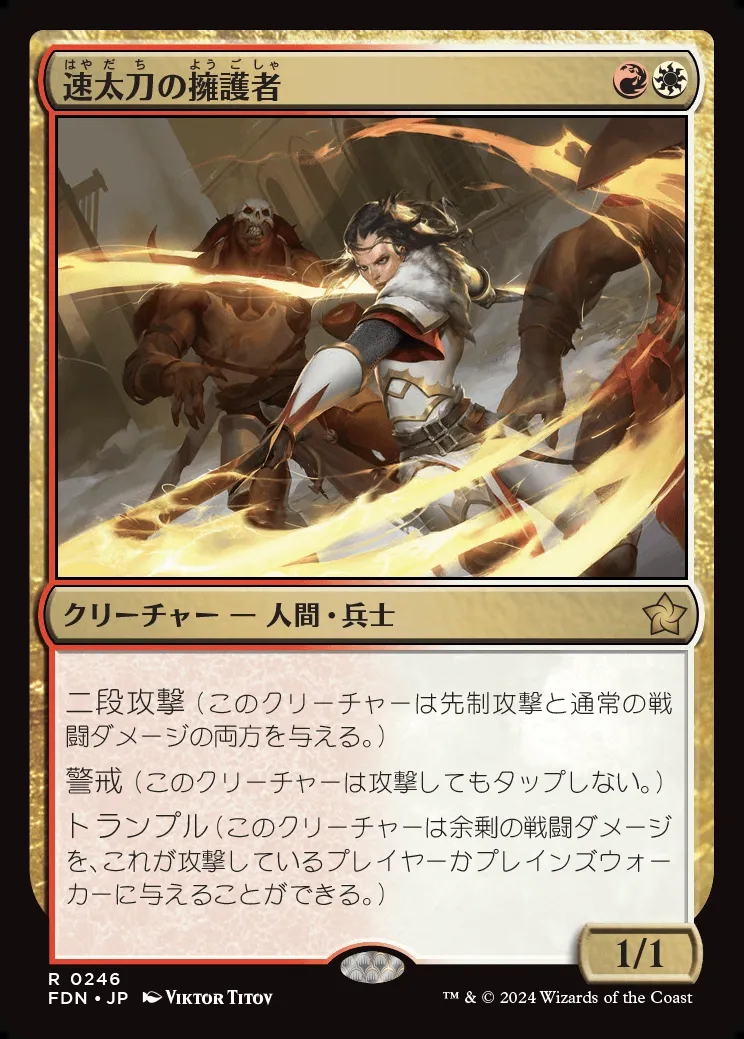 はやだち ようごしゃ
速太刀の擁護者
クリーチャー — 人間・兵士
二段攻撃(このクリーチャーは先制攻撃と通常の戦
闘ダメージの両方を与える。)
警戒(このクリーチャーは攻撃してもタップしない。)
トランプル(このクリーチャーは余剰の戦闘ダメージ
を、これが攻撃しているプレイヤーかプレインズウォー
カーに与えることができる。)
1/1
R 0246
FDN • JP VIKTOR TITOV
™ & © 2024 Wizards of the Coast